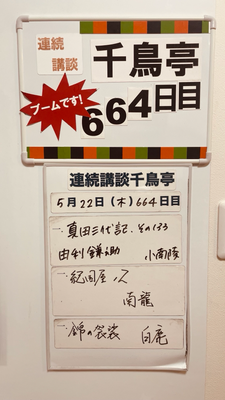 連続
講談
千鳥亭
ブームです!
664日目
連続講談千鳥亭
5月22日(木)664日目
一、真田三代記、その133
由利鎌之助 小南陵
一、紀伊国屋
南龍
一、錦の袈裟 白鹿